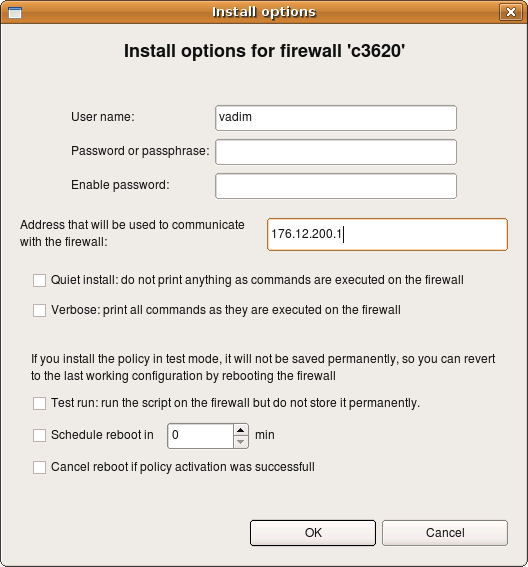 Install options
Install options for firewall 'c3620'
User name: vadim
Password or passphrase:
Enable password:
Address that will be used to communicate
with the firewall:
176.12.200.1
Quiet install: do not print anything as commands are executed on the firewall
Verbose: print all commands as they are executed on the firewall
If you install the policy in test mode, it will not be saved permanently, so you can revert
to the last working configuration by rebooting the firewall
Test run: run the script on the firewall but do not store it permanently.
Schedule reboot in 0 min
Cancel reboot if policy activation was successfull
OK Cancel